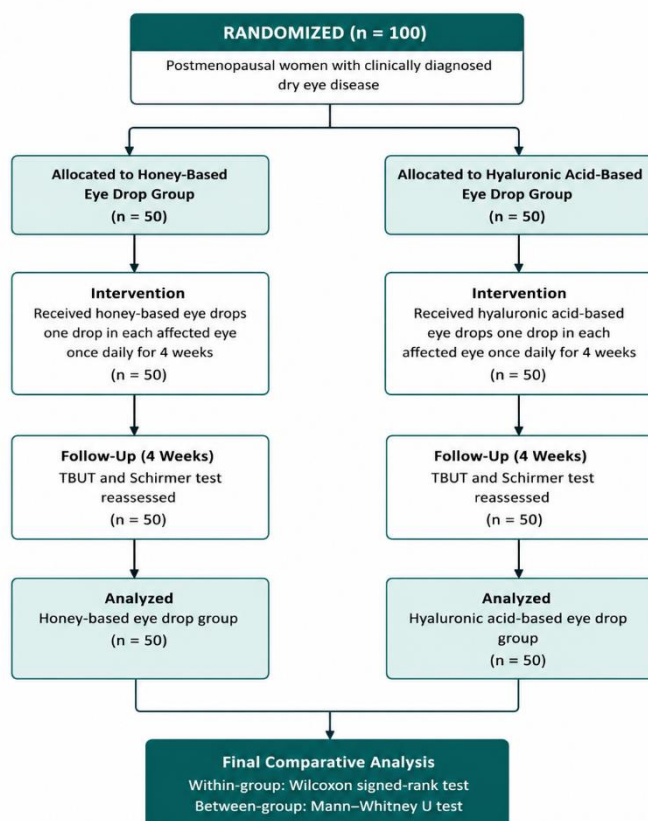 RANDOMIZED (n = 100)
Postmenopausal women with clinically diagnosed
dry eye disease
Allocated to Honey-Based
Eye Drop Group
(n = 50)
Allocated to Hyaluronic Acid-Based
Eye Drop Group
(n = 50)
Intervention
Received honey-based eye drops
one drop in each affected eye
once daily for 4 weeks
(n = 50)
Intervention
Received hyaluronic acid-based
eye drops one drop in each
affected eye once daily for 4 weeks
(n = 50)
Follow-Up (4 Weeks)
TBUT and Schirmer test
reassessed
(n = 50)
Follow-Up (4 Weeks)
TBUT and Schirmer test
reassessed
(n = 50)
Analyzed
Honey-based eye drop group
(n = 50)
Analyzed
Hyaluronic acid-based eye drop
group
(n = 50)
Final Comparative Analysis
Within-group: Wilcoxon signed-rank test
Between-group: Mann–Whitney U test